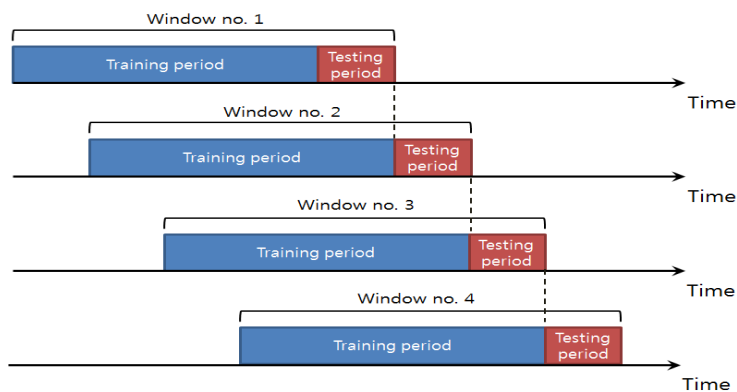 Window no. 1
Training period
Testing
period
Time
Window no. 2
Training period
Testing
period
Time
Window no. 3
Training period
Testing
period
Time
Window no. 4
Training period
Testing
period
Time